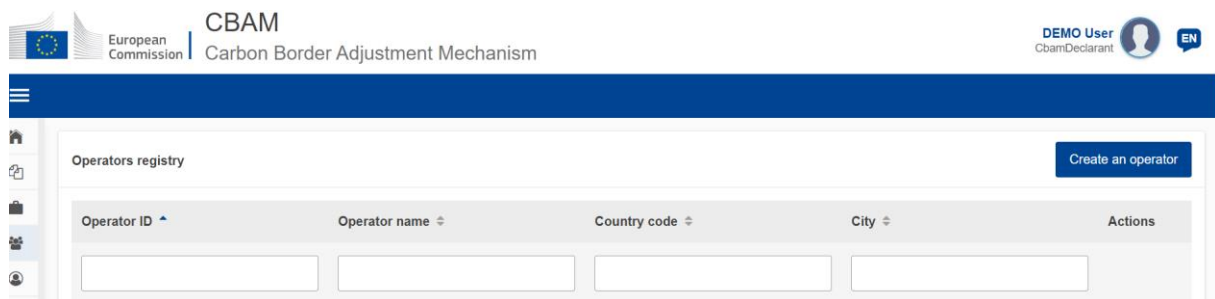 European
Commission
CBAM
Carbon Border Adjustment Mechanism
DEMO User
CbamDeclarant
EN
Operators registry
Create an operator
Operator ID
Operator name
Country code
City
Actions